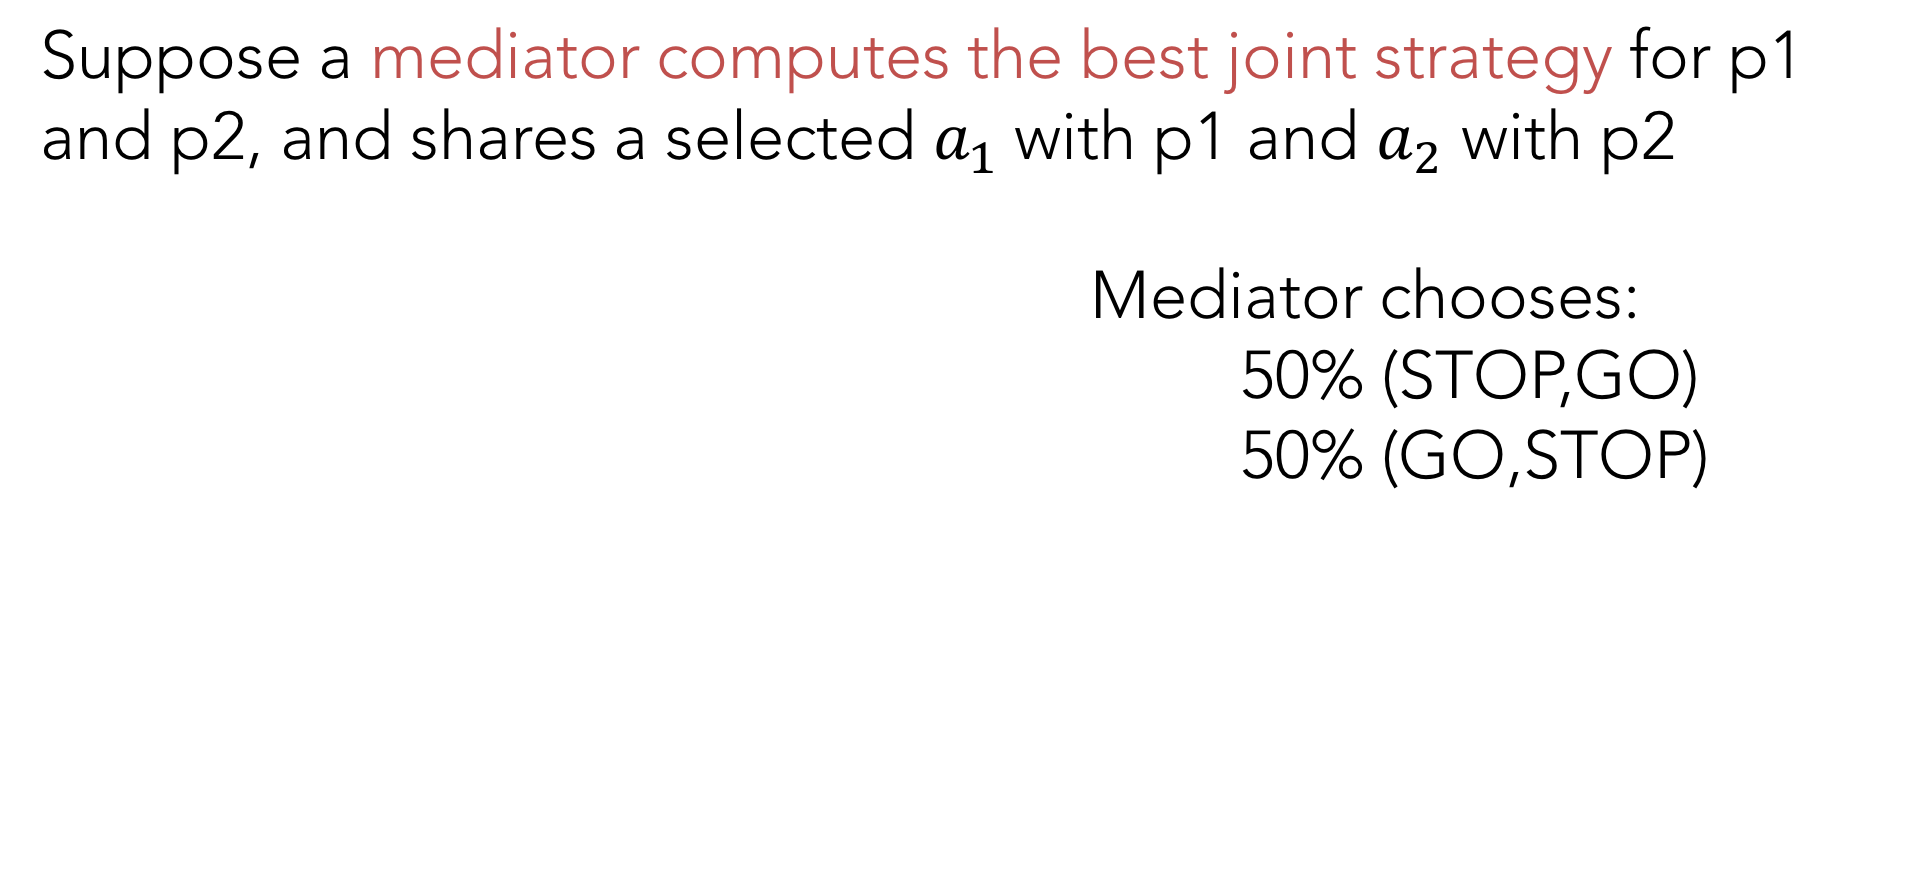 Suppose a mediator computes the best joint strategy for p1
and p2, and shares a selected a₁ with p1 and a₂ with p2
Mediator chooses:
50% (STOP,GO)
50% (GO,STOP)